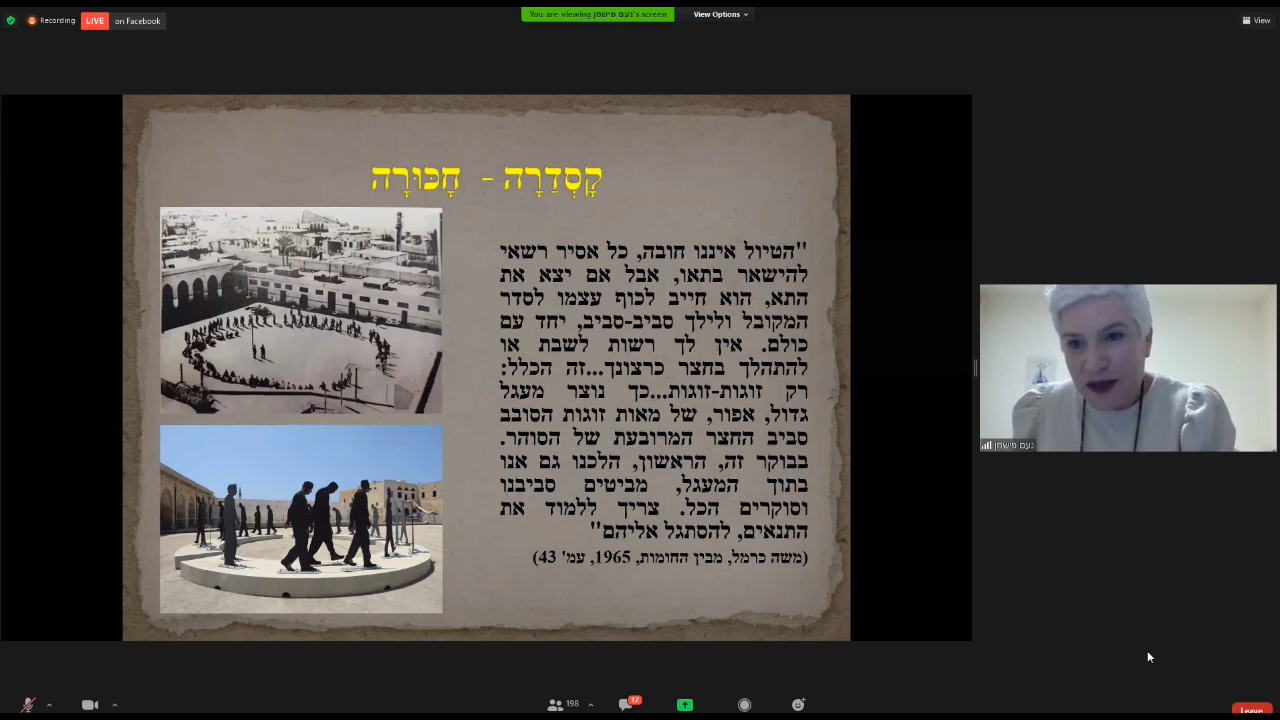 Recording
LIVE on Facebook
You are viewing נעם פישמן's screen
View Options
View
קָסְדַרָה - חָכּוּרָה
"הטיול איננו חובה, כל אסיר רשאי
להישאר בתאו, אבל אם יצא את
התא, הוא חייב לכוף עצמו לסדר
המקובל ולילך סביב-סביב, יחד עם
כולם. אין לך רשות לשבת או
להתהלך בחצר כרצונך...זה הכלל:
רק זוגות-זוגות...כך נוצר מעגל
גדול, אפור, של מאות זוגות הסובב
סביב החצר המרובעת של הסוהר.
בבוקר זה, הראשון, הלכנו גם אנו
בתוך המעגל, מביטים סביבנו
וסוקרים הכל. צריך ללמוד את
התנאים, להסתגל אליהם"
(משה כרמל, מבין החומות, 1965, עמ' 43)
נעם פישמן
198
12
Leave